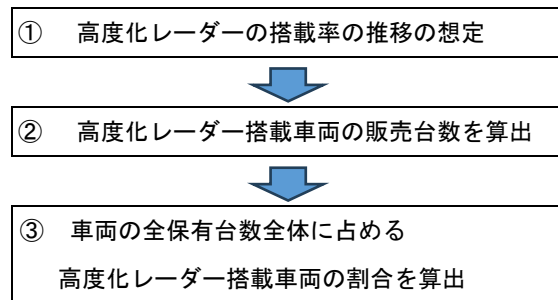 ① 高度化レーダーの搭載率の推移の想定
② 高度化レーダー搭載車両の販売台数を算出
③ 車両の全保有台数全体に占める
高度化レーダー搭載車両の割合を算出